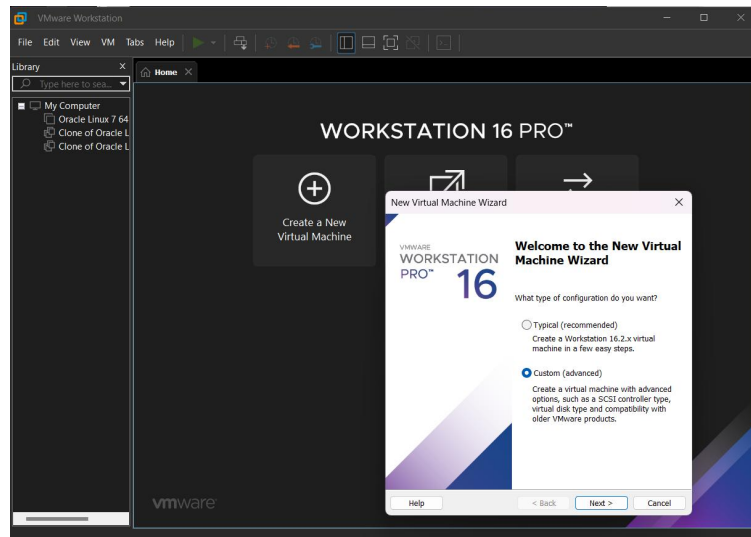 VMware Workstation
File Edit View VM Tabs Help
Library X
Type here to sea...
Home X
My Computer
Oracle Linux 7 64
Clone of Oracle L
Clone of Oracle L
WORKSTATION 16 PRO™
Create a New
Virtual Machine
New Virtual Machine Wizard
VMWARE
WORKSTATION
PRO™
16
Welcome to the New Virtual
Machine Wizard
What type of configuration do you want?
Typical (recommended)
Create a Workstation 16.2.x virtual
machine in a few easy steps.
Custom (advanced)
Create a virtual machine with advanced
options, such as a SCSI controller type,
virtual disk type and compatibility with
older VMware products.
Help
< Back
Next >
Cancel
vmware